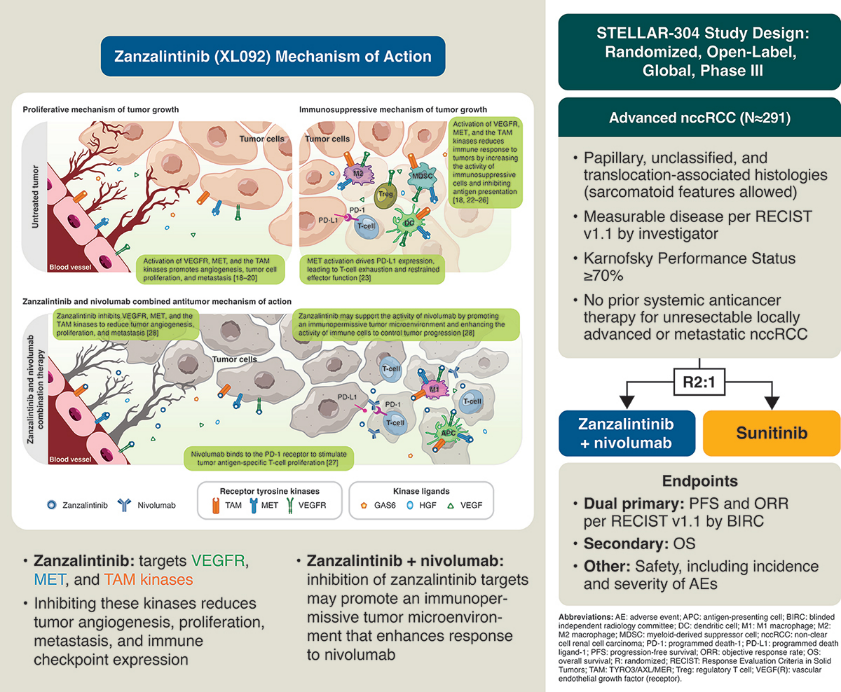 Zanzalintinib (XL092) Mechanism of Action
Proliferative mechanism of tumor growth
Untreated tumor
Tumor cells
Blood vessel
Activation of VEGF, MET, and the TAM
kinases promotes angiogenesis, tumor cell
proliferation, and metastasis [18–20]
Immunosuppressive mechanism of tumor growth
Tumor cells
Activation of VEGFR,
MET, and the TAM
kinases reduces
immune response to
tumors by increasing
the activity of
immunosuppressive
cells and inhibiting
antigen presentation
[18, 22–26]
M2
MDSC
Treg
PD-1
PD-L1
T-cell
DC
MET activation drives PD-L1 expression,
leading to T-cell exhaustion and restrained
effector function [23]
Zanzalintinib and nivolumab combined antitumor mechanism of action
Zanzalintinib and nivolumab
combination therapy
Zanzalintinib inhibits VEGFR, MET, and the
TAM kinases to reduce tumor angiogenesis,
proliferation, and metastasis [28]
Zanzalintinib may support the activity of nivolumab by promoting
an immunopermissive tumor microenvironment and enhancing the
activity of immune cells to control tumor progression [28]
Tumor cells
T-cell
M1
PD-L1
PD-1
T-cell
T-cell
APC
Blood vessel
Nivolumab binds to the PD-1 receptor to stimulate
tumor antigen-specific T-cell proliferation [27]
Zanzalintinib
Nivolumab
Receptor tyrosine kinases
TAM MET VEGFR
Kinase ligands
GAS6 HGF VEGF
• Zanzalintinib: targets VEGFR,
MET, and TAM kinases
• Inhibiting these kinases reduces
tumor angiogenesis, proliferation,
metastasis, and immune
checkpoint expression
• Zanzalintinib + nivolumab:
inhibition of zanzalintinib targets
may promote an immunoper-
missive tumor microenviron-
ment that enhances response
to nivolumab
STELLAR-304 Study Design:
Randomized, Open-Label,
Global, Phase III
Advanced nccRCC (N≈291)
• Papillary, unclassified, and
translocation-associated histologies
(sarcomatoid features allowed)
• Measurable disease per RECIST
v1.1 by investigator
• Karnofsky Performance Status
≥70%
• No prior systemic anticancer
therapy for unresectable locally
advanced or metastatic nccRCC
R2:1
Zanzalintinib
+ nivolumab
Sunitinib
Endpoints
• Dual primary: PFS and ORR
per RECIST v1.1 by BIRC
• Secondary: OS
• Other: Safety, including incidence
and severity of AEs
Abbreviations: AE: adverse event; APC: antigen-presenting cell; BIRC: blinded
independent radiology committee; DC: dendritic cell; M1: M1 macrophage; M2:
M2 macrophage; MDSC: myeloid-derived suppressor cell; nccRCC: non-clear
cell renal cell carcinoma; PD-1: programmed death-1; PD-L1: programmed death
ligand-1; PFS: progression-free survival; ORR: objective response rate; OS:
overall survival; R: randomized; RECIST: Response Evaluation Criteria in Solid
Tumors; TAM: TYRO3/AXL/MER; Treg: regulatory T cell; VEGF(R): vascular
endothelial growth factor (receptor).